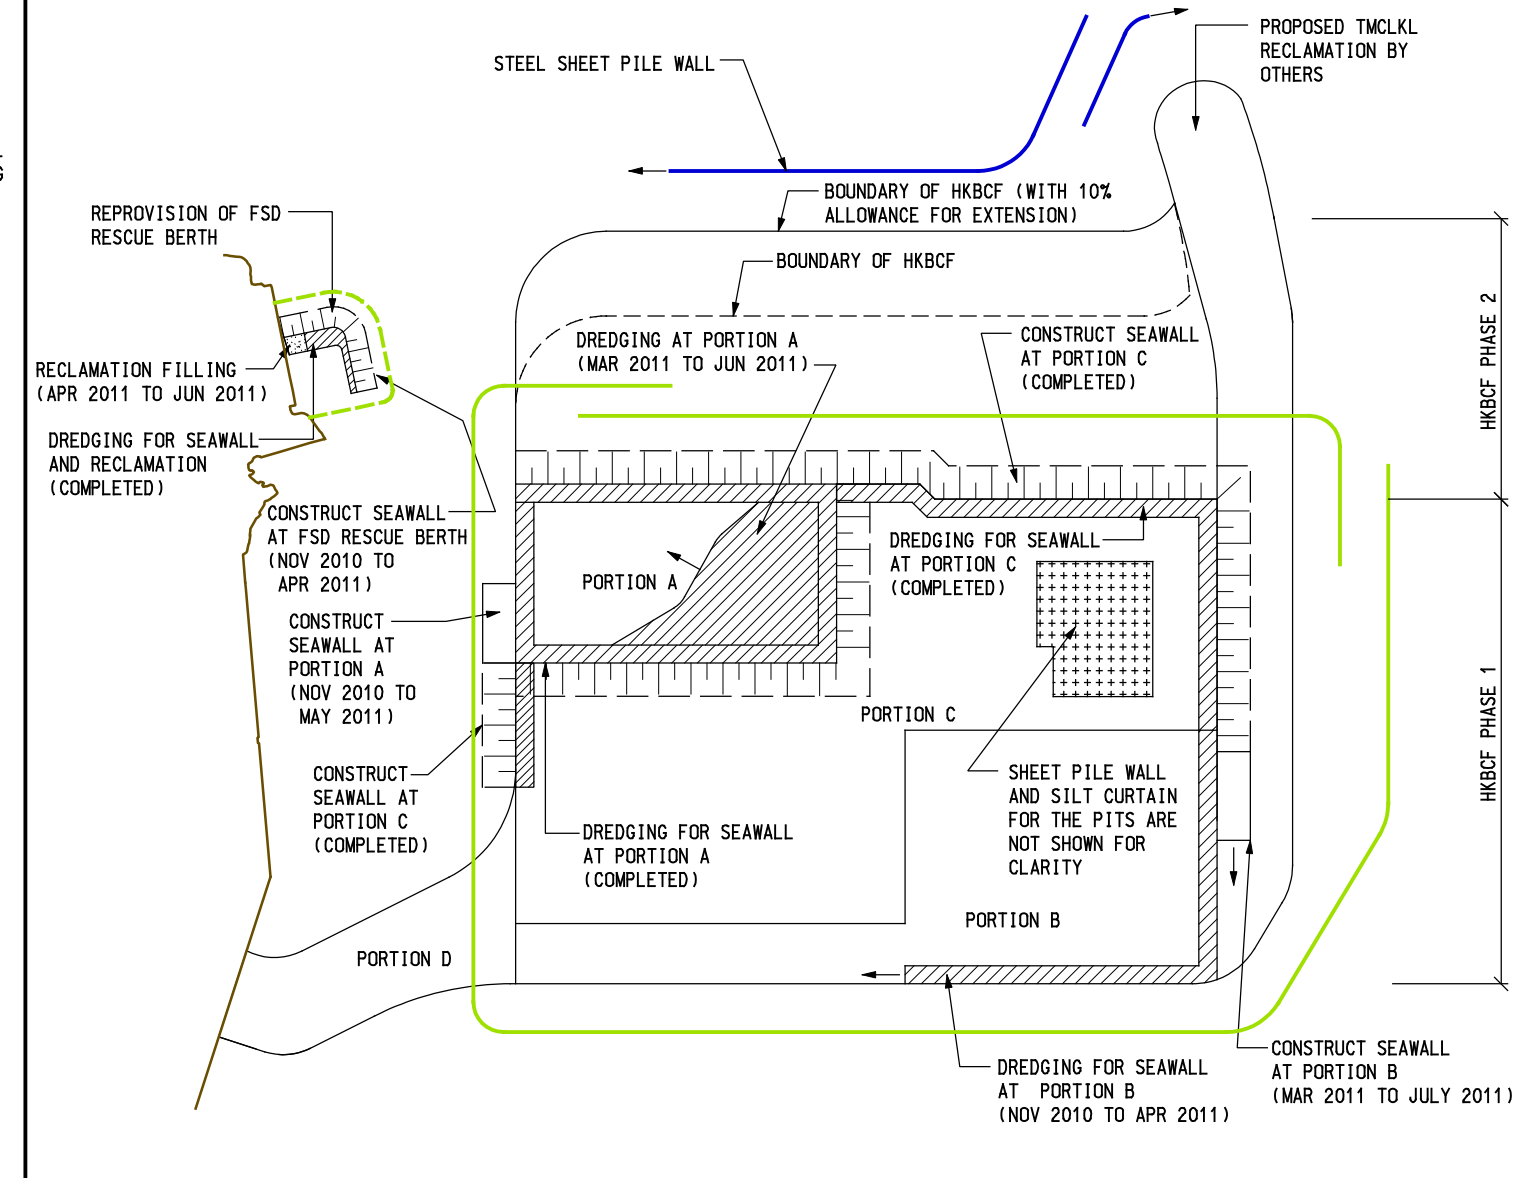 PROPOSED TMCLKL
RECLAMATION BY
OTHERS
STEEL SHEET PILE WALL
BOUNDARY OF HKBCF (WITH 10%
ALLOWANCE FOR EXTENSION)
REPROVISION OF FSD
RESCUE BERTH
BOUNDARY OF HKBCF
DREDGING AT PORTION A
(MAR 2011 TO JUN 2011)
CONSTRUCT SEAWALL
AT PORTION C
(COMPLETED)
HKBCF PHASE 2
RECLAMATION FILLING
(APR 2011 TO JUN 2011)
DREDGING FOR SEAWALL
AND RECLAMATION
(COMPLETED)
CONSTRUCT SEAWALL
AT FSD RESCUE BERTH
(NOV 2010 TO
APR 2011)
PORTION A
DREDGING FOR SEAWALL
AT PORTION C
(COMPLETED)
CONSTRUCT
SEAWALL AT
PORTION A
(NOV 2010 TO
MAY 2011)
PORTION C
HKBCF PHASE 1
CONSTRUCT
SEAWALL AT
PORTION C
(COMPLETED)
SHEET PILE WALL
AND SILT CURTAIN
FOR THE PITS ARE
NOT SHOWN FOR
CLARITY
DREDGING FOR SEAWALL
AT PORTION A
(COMPLETED)
PORTION B
PORTION D
DREDGING FOR SEAWALL
AT PORTION B
(NOV 2010 TO APR 2011)
CONSTRUCT SEAWALL
AT PORTION B
(MAR 2011 TO JULY 2011)